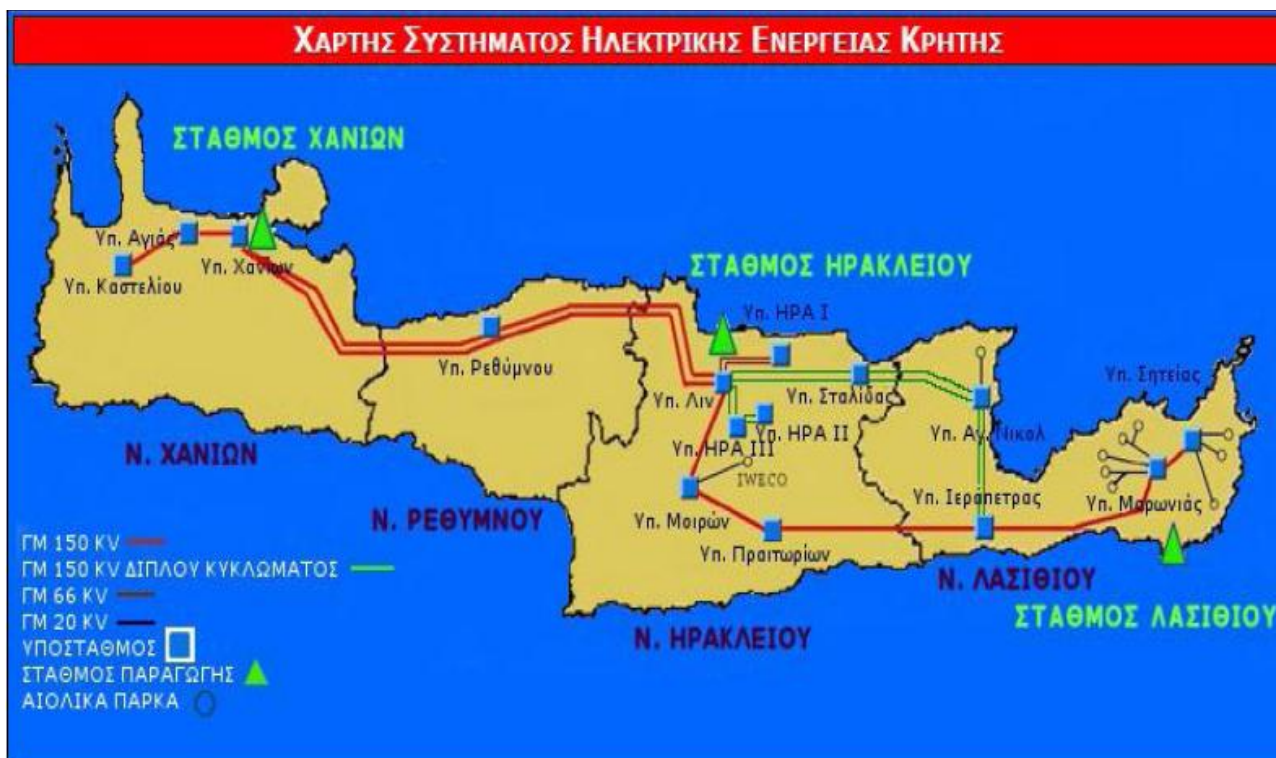 ΧΑΡΤΗΣ ΣΥΣΤΗΜΑΤΟΣ ΗΛΕΚΤΡΙΚΗΣ ΕΝΕΡΓΕΙΑΣ ΚΡΗΤΗΣ
ΣΤΑΘΜΟΣ ΧΑΝΙΩΝ
Υπ. Αγιάς
Υπ. Χανίων
Υπ. Καστελίου
ΣΤΑΘΜΟΣ ΗΡΑΚΛΕΙΟΥ
Υπ. ΗΡΑ Ι
Υπ. Ρεθύμνου
Υπ. Λιν
Υπ. Σταλίδας
Υπ. Σητείας
Υπ. ΗΡΑ ΙΙ
Υπ. Αγ. Νικολ
Υπ. ΗΡΑ ΙΙΙ
IWECO
Ν. ΧΑΝΙΩΝ
Υπ. Ιεράπετρας
Υπ. Μαρωνιάς
Ν. ΡΕΘΥΜΝΟΥ
Υπ. Μοιρών
Υπ. Πραιτωρίων
Ν. ΛΑΣΙΘΙΟΥ
ΣΤΑΘΜΟΣ ΛΑΣΙΘΙΟΥ
Ν. ΗΡΑΚΛΕΙΟΥ
ΓΜ 150 KV
ΓΜ 150 KV ΔΙΠΛΟΥ ΚΥΚΛΩΜΑΤΟΣ
ΓΜ 66 KV
ΓΜ 20 KV
ΥΠΟΣΤΑΘΜΟΣ
ΣΤΑΘΜΟΣ ΠΑΡΑΓΩΓΗΣ
ΑΙΟΛΙΚΑ ΠΑΡΚΑ